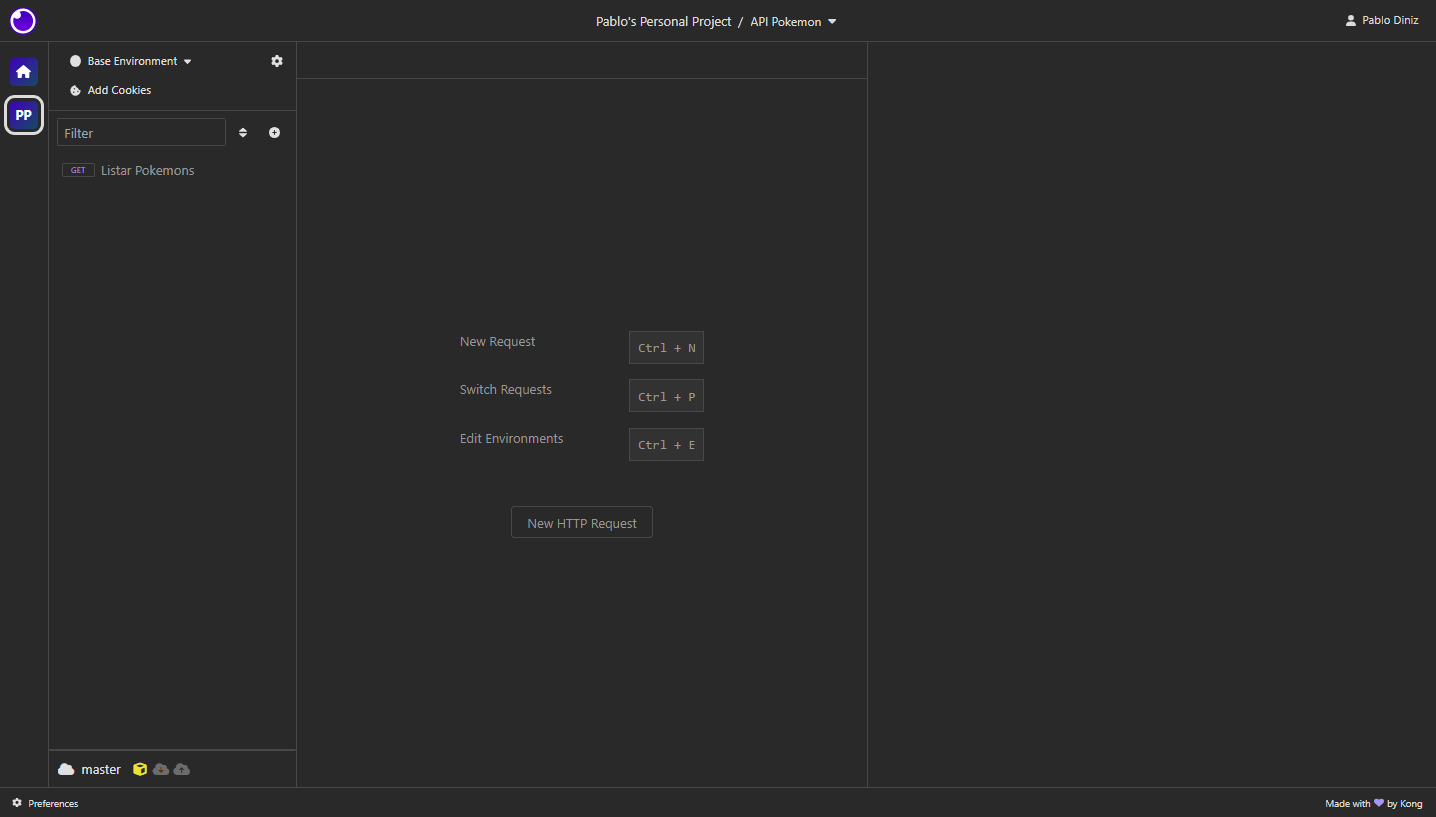 Pablo's Personal Project / API Pokemon
Pablo Diniz
PP
Base Environment
Add Cookies
Filter
GET Listar Pokemons
New Request Ctrl + N
Switch Requests Ctrl + P
Edit Environments Ctrl + E
New HTTP Request
master
Preferences
Made with by Kong